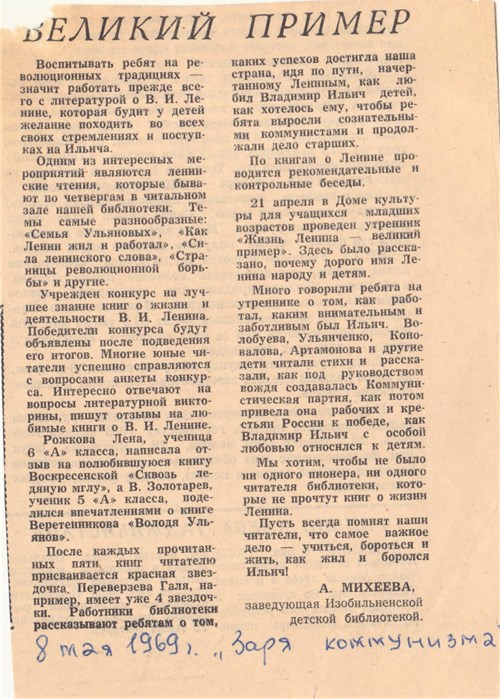 ВЕЛИКИЙ ПРИМЕР
Воспитывать ребят на ре-
волюционных традициях —
значит работать прежде все-
го с литературой о В. И. Ле-
нине, которая будит у детей
желание походить во всех
своих стремлениях и поступ-
ках на Ильича.
Одним из интересных ме-
роприятий являются ленин-
ские чтения, которые быва-
ют по четвергам в читальном
зале нашей библиотеки. Те-
мы самые разнообразные:
«Семья Ульяновых», «Как
Ленин жил и работал», «Си-
ла ленинского слова», «Стра-
ницы революционной борь-
бы» и другие.
Учрежден конкурс на луч-
шее знание книг о жизни и
деятельности В. И. Ленина.
Победители конкурса будут
объявлены после подведения
его итогов. Многие юные чи-
татели успешно справляются
с вопросами анкеты конкур-
са. Интересно отвечают на
вопросы литературной викто-
рины, пишут отзывы на лю-
бимые книги о В. И. Ленине.
Рожкова Лена, ученица
6 «А» класса, написала от-
зыв на полюбившуюся книгу
Воскресенской «Сквозь ле-
дяную мглу», а В. Золотарев,
ученик 5 «А» класса, поде-
лился впечатлениями о книге
Веретенникова «Володя Уль-
янов».
После каждых прочитан-
ных пяти книг читателю
присваивается красная звез-
дочка. Переверзева Галя, на-
пример, имеет уже 4 звездоч-
ки. Работники библиотеки
рассказывают ребятам о том,
каких успехов достигла наша
страна, идя по пути, начер-
танному Лениным, как лю-
бил Владимир Ильич детей,
как хотелось ему, чтобы ре-
бята выросли сознательны-
ми коммунистами и продол-
жали дело старших.
По книгам о Ленине про-
водятся рекомендательные и
контрольные беседы.
21 апреля в Доме культу-
ры для учащихся младших
возрастов проведен утренник
«Жизнь Ленина — великий
пример». Здесь было расска-
зано, почему дорого имя Ле-
нина народу и детям.
Много говорили ребята на
утреннике о том, как рабо-
тал, каким внимательным и
заботливым был Ильич. Во-
лобуева, Ульянченко, Коно-
валова, Артамонова и другие
дети читали стихи и расска-
зали, как под руководством
вождя создавалась Коммуни-
стическая партия, как потом
привела она рабочих и кре-
стьян России к победе, как
Владимир Ильич с особой
любовью относился к детям.
Мы хотим, чтобы не было
ни одного пионера, ни одного
читателя библиотеки, кото-
рые не прочтут книг о жизни
Ленина.
Пусть всегда помнят наши
читатели, что самое важное
дело — учиться, бороться и
жить, как жил и боролся
Ильич!
А. МИХЕЕВА,
заведующая Изобильненской
детской библиотекой.
8 мая 1969 г. „Заря коммунизма